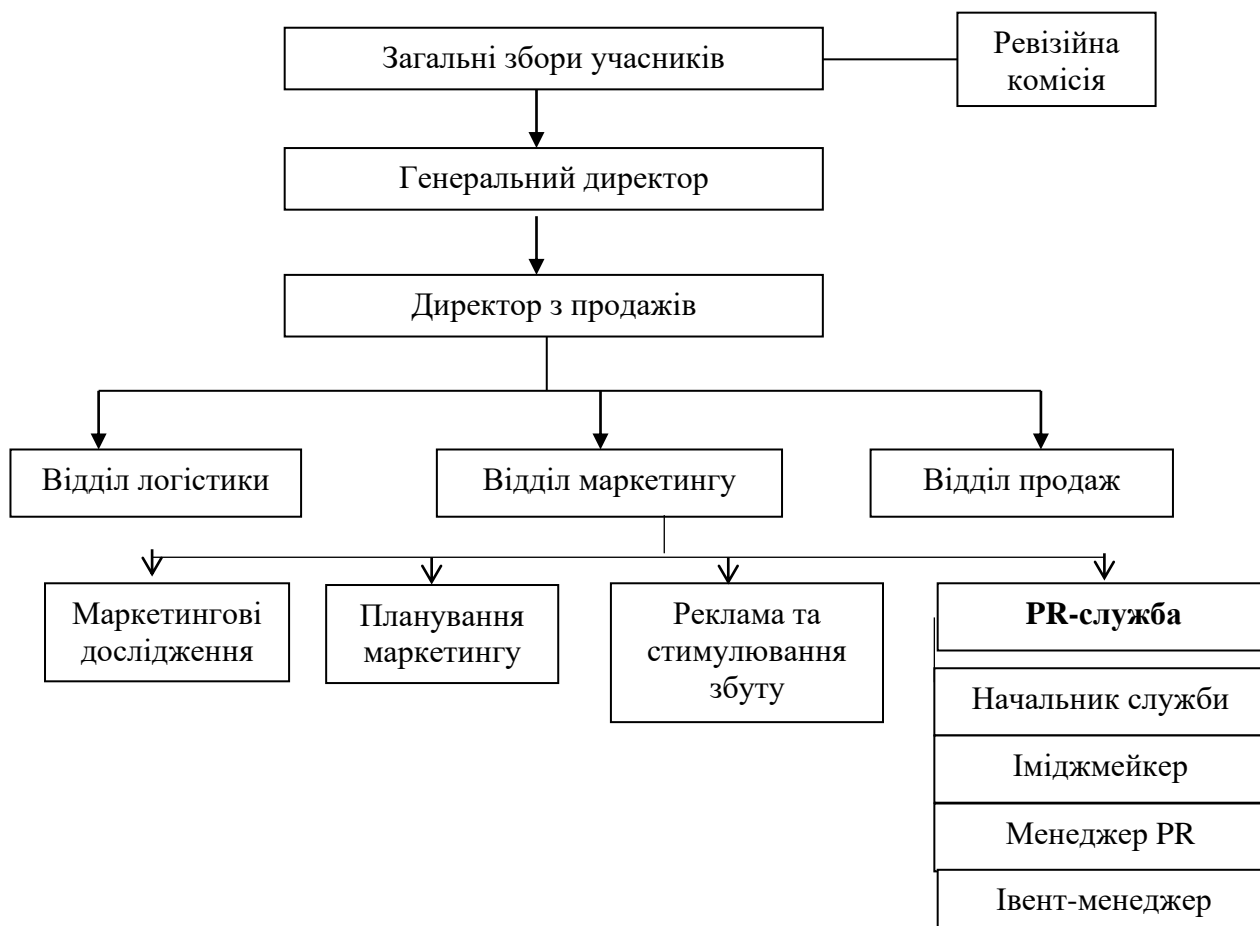 Загальні збори учасників
Ревізійна
комісія
Генеральний директор
Директор з продажів
Відділ логістики
Відділ маркетингу
Відділ продаж
Маркетингові
дослідження
Планування
маркетингу
Реклама та
стимулювання
збуту
PR-служба
Начальник служби
Іміджмейкер
Менеджер PR
Івент-менеджер